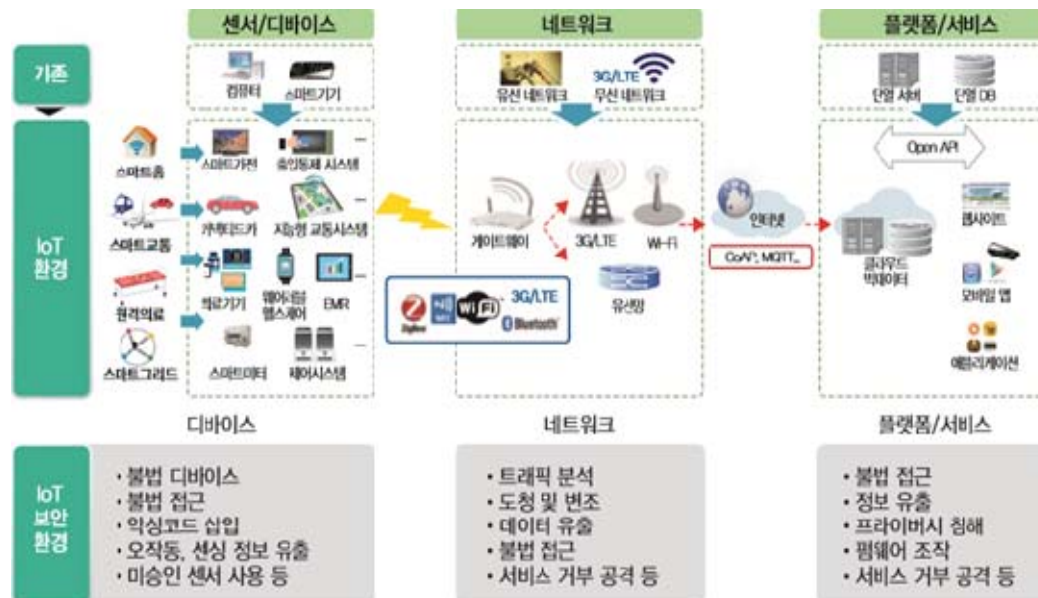 센서/디바이스
네트워크
플랫폼/서비스
기존
컴퓨터
스마트기기
유선 네트워크
3G/LTE
무선 네트워크
단일 서버
단일 DB
IoT
환경
스마트홈
스마트교통
원격의료
스마트그리드
스마트가전
출입통제 시스템
커넥티드카
지능형 교통시스템
의료기기
웨어러블
헬스케어
EMR
스마트미터
제어시스템
게이트웨이
3G/LTE
Wi-Fi
유선망
Zigbee
NFC
WiFi
3G/LTE
Bluetooth
인터넷
CoAP, MQTT...
Open API
클라우드
빅데이터
웹사이트
모바일 앱
애플리케이션
디바이스
네트워크
플랫폼/서비스
IoT
보안
환경
· 불법 디바이스
· 불법 접근
· 악성코드 삽입
· 오작동, 센싱 정보 유출
· 미승인 센서 사용 등
• 트래픽 분석
• 도청 및 변조
• 데이터 유출
• 불법 접근
• 서비스 거부 공격 등
• 불법 접근
• 정보 유출
• 프라이버시 침해
• 펌웨어 조작
• 서비스 거부 공격 등